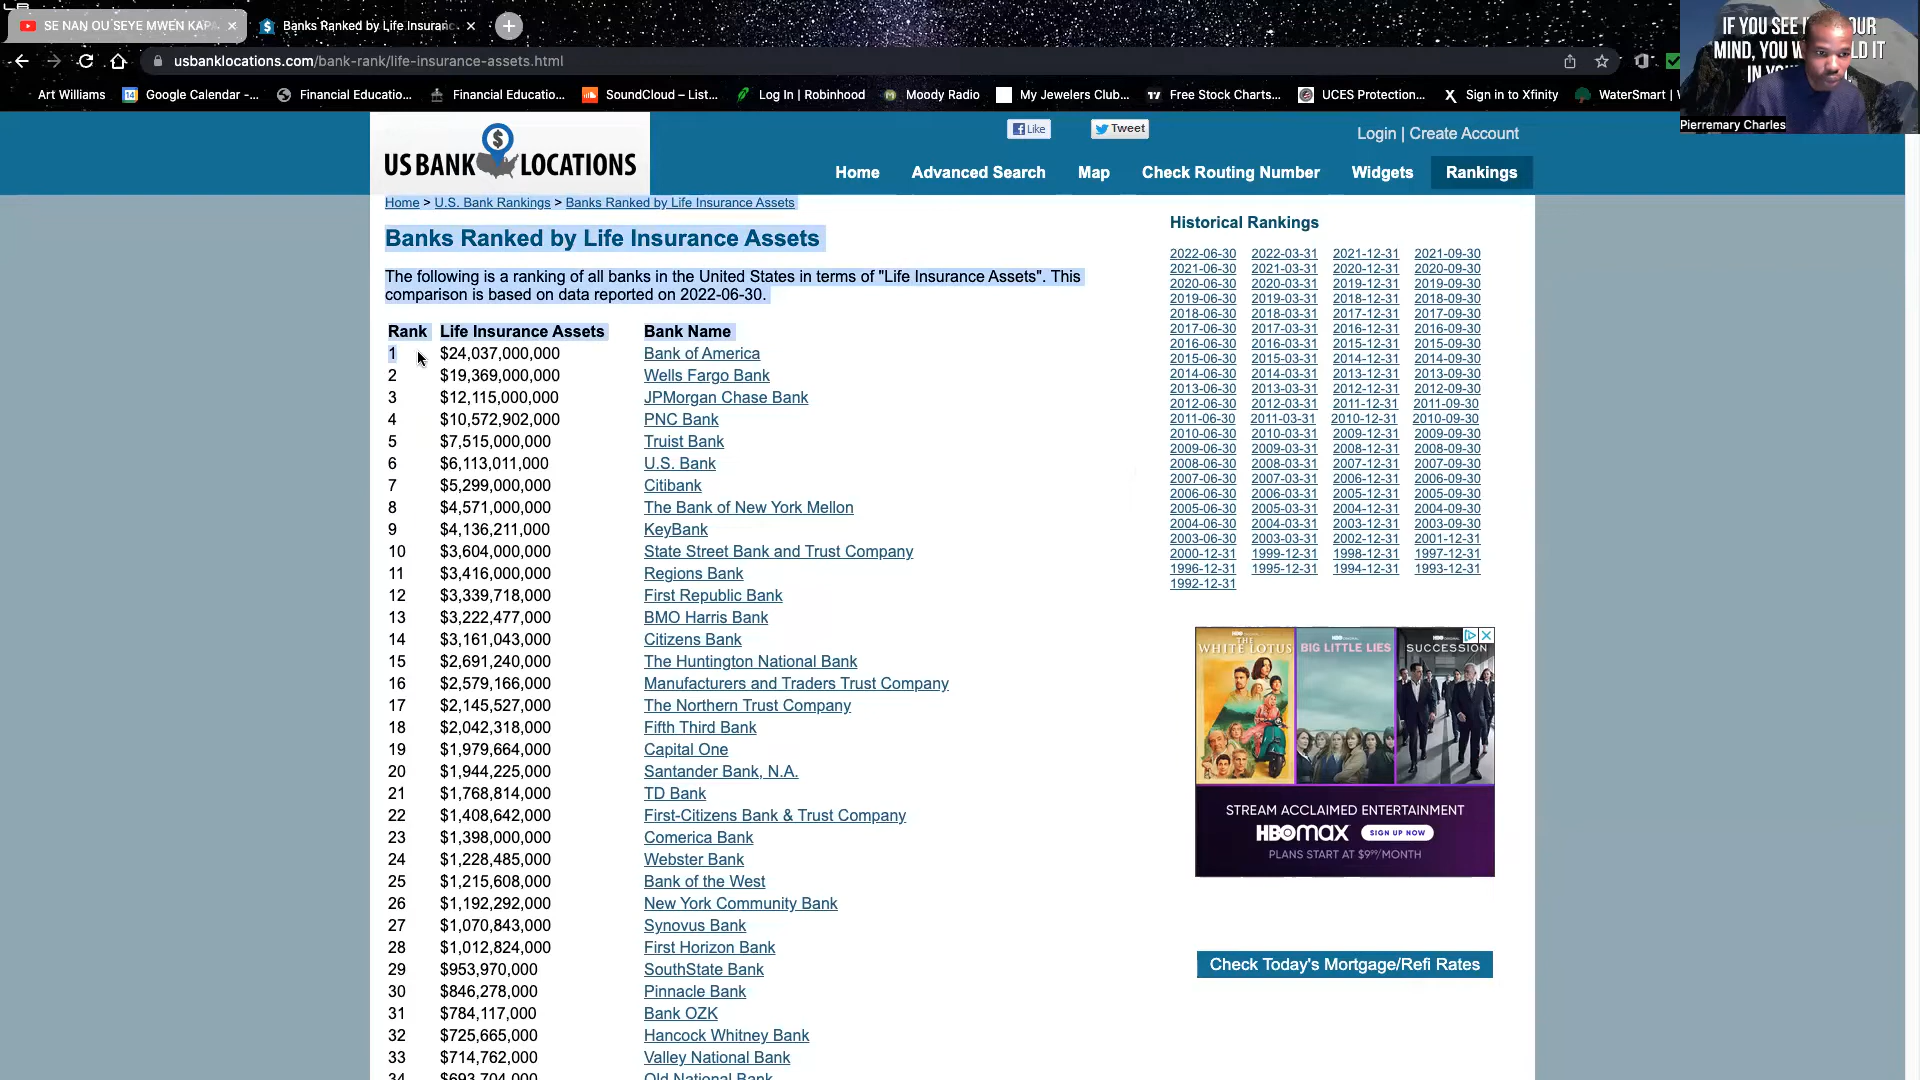 SE NAN OU SEYE MWEN KAPA
Banks Ranked by Life Insuranc
usbanklocations.com/bank-rank/life-insurance-assets.html
Art Williams
Google Calendar -...
Financial Educatio...
Financial Educatio...
SoundCloud – List...
Log In | Robinhood
Moody Radio
My Jewelers Club...
Free Stock Charts...
UCES Protection...
Sign in to Xfinity
WaterSmart |
IF YOU SEE
MIND, YOU
IN
Pierremary Charles
US BANK LOCATIONS
Like
Tweet
Login | Create Account
Home
Advanced Search
Map
Check Routing Number
Widgets
Rankings
Home > U.S. Bank Rankings > Banks Ranked by Life Insurance Assets
Banks Ranked by Life Insurance Assets
The following is a ranking of all banks in the United States in terms of "Life Insurance Assets". This
comparison is based on data reported on 2022-06-30.
Rank Life Insurance Assets Bank Name
1 $24,037,000,000 Bank of America
2 $19,369,000,000 Wells Fargo Bank
3 $12,115,000,000 JPMorgan Chase Bank
4 $10,572,902,000 PNC Bank
5 $7,515,000,000 Truist Bank
6 $6,113,011,000 U.S. Bank
7 $5,299,000,000 Citibank
8 $4,571,000,000 The Bank of New York Mellon
9 $4,136,211,000 KeyBank
10 $3,604,000,000 State Street Bank and Trust Company
11 $3,416,000,000 Regions Bank
12 $3,339,718,000 First Republic Bank
13 $3,222,477,000 BMO Harris Bank
14 $3,161,043,000 Citizens Bank
15 $2,691,240,000 The Huntington National Bank
16 $2,579,166,000 Manufacturers and Traders Trust Company
17 $2,145,527,000 The Northern Trust Company
18 $2,042,318,000 Fifth Third Bank
19 $1,979,664,000 Capital One
20 $1,944,225,000 Santander Bank, N.A.
21 $1,768,814,000 TD Bank
22 $1,408,642,000 First-Citizens Bank & Trust Company
23 $1,398,000,000 Comerica Bank
24 $1,228,485,000 Webster Bank
25 $1,215,608,000 Bank of the West
26 $1,192,292,000 New York Community Bank
27 $1,070,843,000 Synovus Bank
28 $1,012,824,000 First Horizon Bank
29 $953,970,000 SouthState Bank
30 $846,278,000 Pinnacle Bank
31 $784,117,000 Bank OZK
32 $725,665,000 Hancock Whitney Bank
33 $714,762,000 Valley National Bank
34 $693,704,000 Old National Bank
Historical Rankings
2022-06-30 2022-03-31 2021-12-31 2021-09-30
2021-06-30 2021-03-31 2020-12-31 2020-09-30
2020-06-30 2020-03-31 2019-12-31 2019-09-30
2019-06-30 2019-03-31 2018-12-31 2018-09-30
2018-06-30 2018-03-31 2017-12-31 2017-09-30
2017-06-30 2017-03-31 2016-12-31 2016-09-30
2016-06-30 2016-03-31 2015-12-31 2015-09-30
2015-06-30 2015-03-31 2014-12-31 2014-09-30
2014-06-30 2014-03-31 2013-12-31 2013-09-30
2013-06-30 2013-03-31 2012-12-31 2012-09-30
2012-06-30 2012-03-31 2011-12-31 2011-09-30
2011-06-30 2011-03-31 2010-12-31 2010-09-30
2010-06-30 2010-03-31 2009-12-31 2009-09-30
2009-06-30 2009-03-31 2008-12-31 2008-09-30
2008-06-30 2008-03-31 2007-12-31 2007-09-30
2007-06-30 2007-03-31 2006-12-31 2006-09-30
2006-06-30 2006-03-31 2005-12-31 2005-09-30
2005-06-30 2005-03-31 2004-12-31 2004-09-30
2004-06-30 2004-03-31 2003-12-31 2003-09-30
2003-06-30 2003-03-31 2002-12-31 2001-12-31
2000-12-31 1999-12-31 1998-12-31 1997-12-31
1996-12-31 1995-12-31 1994-12-31 1993-12-31
1992-12-31
THE
WHITE LOTUS
BIG LITTLE LIES
SUCCESSION
STREAM ACCLAIMED ENTERTAINMENT
HBOmax SIGN UP NOW
PLANS START AT $9⁹⁹/MONTH
Check Today's Mortgage/Refi Rates